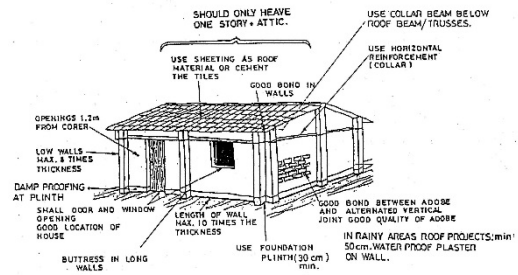 SHOULD ONLY HEAVE
ONE STORY + ATTIC.
USE COLLAR BEAM BELOW
ROOF BEAM/TRUSSES.
USE HORIZONTAL
REINFORCEMENT
(COLLAR)
USE SHEETING AS ROOF
MATERIAL OR CEMENT
THE TILES
GOOD BOND IN
WALLS
OPENINGS 1.2m
FROM CORER
LOW WALLS
MAX. 8 TIMES
THICKNESS
DAMP PROOFING
AT PLINTH
SMALL DOOR AND WINDOW
OPENING
GOOD LOCATION OF
HOUSE
LENGTH OF WALL
MAX. 10 TIMES THE
THICKNESS
BUTTRESS IN LONG
WALLS
USE FOUNDATION
PLINTH (30 cm)
min.
GOOD BOND BETWEEN ADOBE
AND ALTERNATED VERTICAL
JOINT GOOD QUALITY OF ADOBE
IN RAINY AREAS ROOF PROJECTS: min
50cm. WATER PROOF PLASTER
ON WALL.